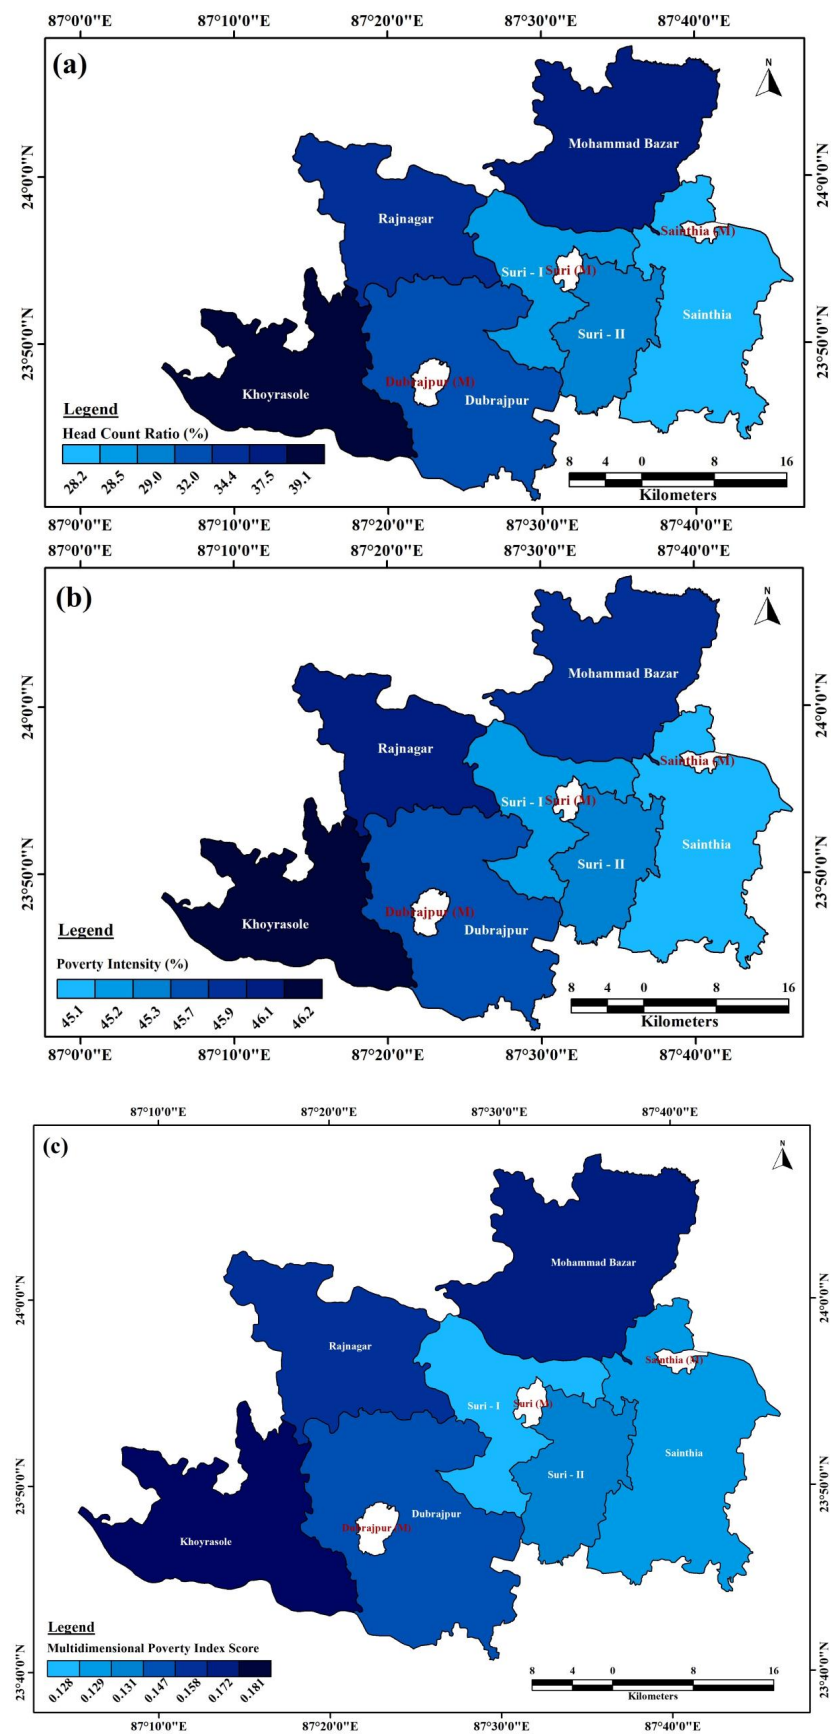 87°0'0"E 87°10'0"E 87°20'0"E 87°30'0"E 87°40'0"E
(a)
N
Mohammad Bazar
24°0'0"N 24°0'0"N
Rajnagar
Sainthia (M)
Suri - I Suri (M)
Sainthia
Suri - II
23°50'0"N 23°50'0"N
Dubrajpur (M)
Khoyrasole
Dubrajpur
Legend
Head Count Ratio (%)
28.2 28.5 29.0 32.0 34.4 37.5 39.1
8 4 0 8 16
Kilometers
87°0'0"E 87°10'0"E 87°20'0"E 87°30'0"E 87°40'0"E
87°0'0"E 87°10'0"E 87°20'0"E 87°30'0"E 87°40'0"E
(b)
N
Mohammad Bazar
24°0'0"N 24°0'0"N
Rajnagar
Sainthia (M)
Suri - I Suri (M)
Sainthia
Suri - II
23°50'0"N 23°50'0"N
Dubrajpur (M)
Khoyrasole
Dubrajpur
Legend
Poverty Intensity (%)
45.1 45.2 45.3 45.7 45.9 46.1 46.2
8 4 0 8 16
Kilometers
87°0'0"E 87°10'0"E 87°20'0"E 87°30'0"E 87°40'0"E
87°10'0"E 87°20'0"E 87°30'0"E 87°40'0"E
(c)
N
Mohammad Bazar
24°0'0"N 24°0'0"N
Rajnagar
Sainthia (M)
Suri - I Suri (M)
Sainthia
Suri - II
23°50'0"N 23°50'0"N
Dubrajpur
Dubrajpur (M)
Khoyrasole
Legend
Multidimensional Poverty Index Score
0.128 0.129 0.131 0.147 0.158 0.172 0.181
8 4 0 8 16
Kilometers
23°40'0"N 23°40'0"N
87°10'0"E 87°20'0"E 87°30'0"E 87°40'0"E